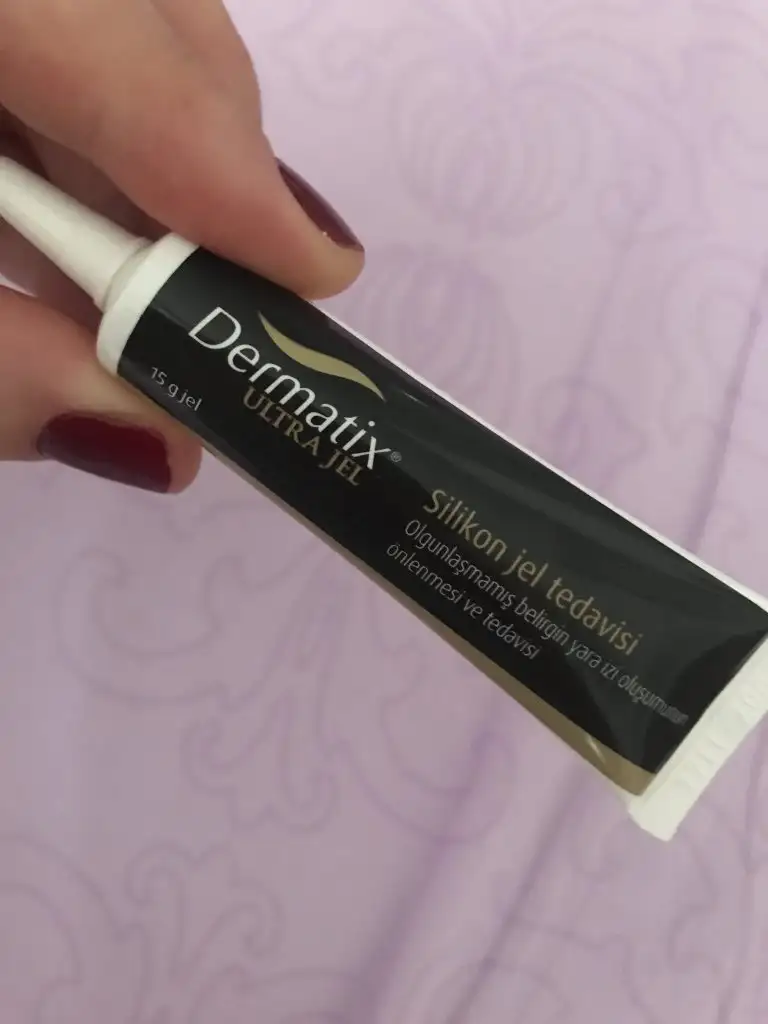 Dermatix®
ULTRA JEL
15 g jel
Silikon jel tedavisi
Olgunlaşmamış belirgin yara izi oluşumunun
önlenmesi ve tedavisi